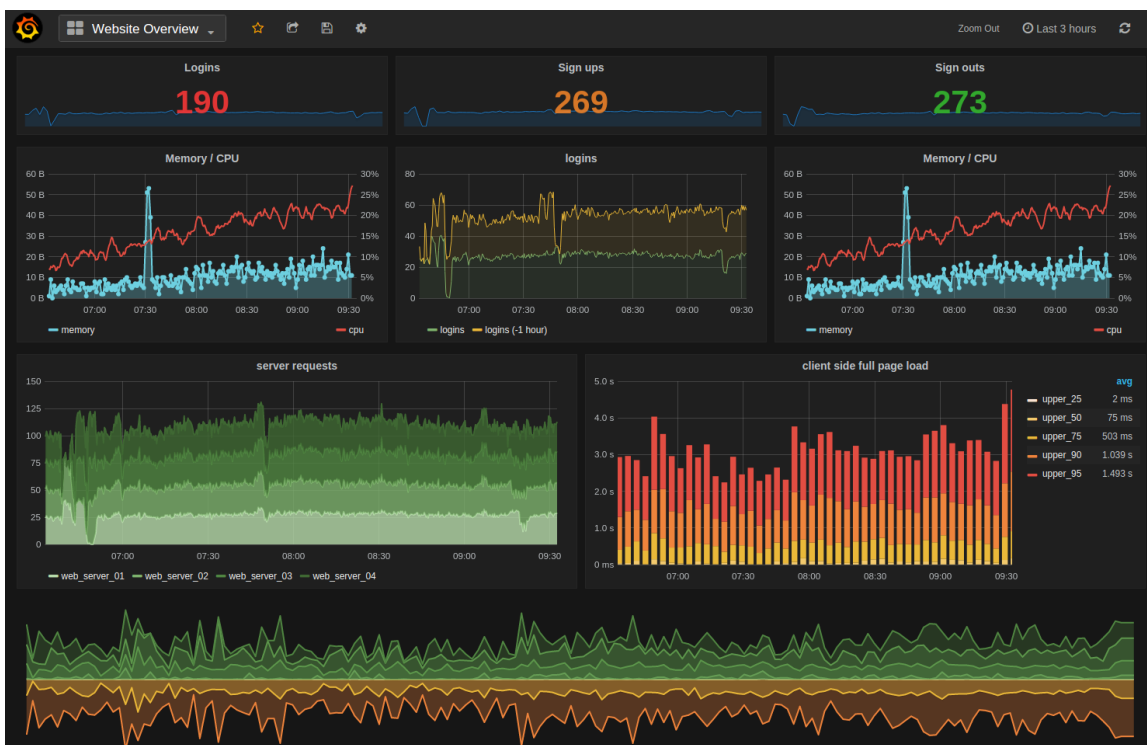 Website Overview
Zoom Out
Last 3 hours
Logins
190
Sign ups
269
Sign outs
273
Memory / CPU
60 B
50 B
40 B
30 B
20 B
10 B
0 B
30%
25%
20%
15%
10%
5%
0%
07:00 07:30 08:00 08:30 09:00 09:30
memory cpu
logins
80
60
40
20
0
07:00 07:30 08:00 08:30 09:00 09:30
logins logins (-1 hour)
Memory / CPU
60 B
50 B
40 B
30 B
20 B
10 B
0 B
30%
25%
20%
15%
10%
5%
0%
07:00 07:30 08:00 08:30 09:00 09:30
memory cpu
server requests
150
125
100
75
50
25
0
07:00 07:30 08:00 08:30 09:00 09:30
web_server_01 web_server_02 web_server_03 web_server_04
client side full page load
5.0 s
4.0 s
3.0 s
2.0 s
1.0 s
0 ms
07:00 07:30 08:00 08:30 09:00 09:30
avg
upper_25 2 ms
upper_50 75 ms
upper_75 503 ms
upper_90 1.039 s
upper_95 1.493 s